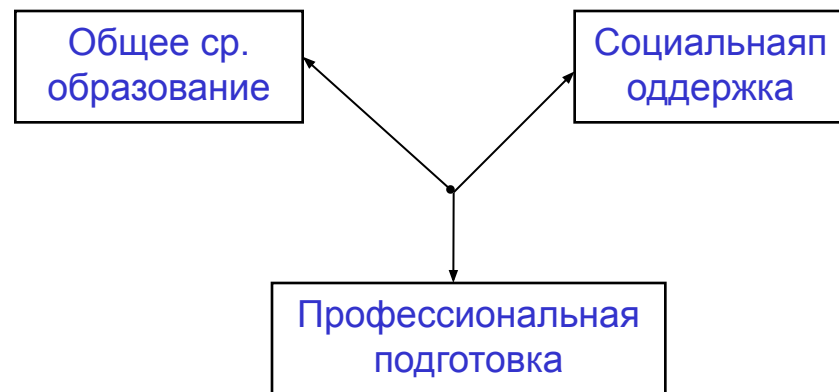 Общее ср.
образование
Социальнаяп
оддержка
Профессиональная
подготовка